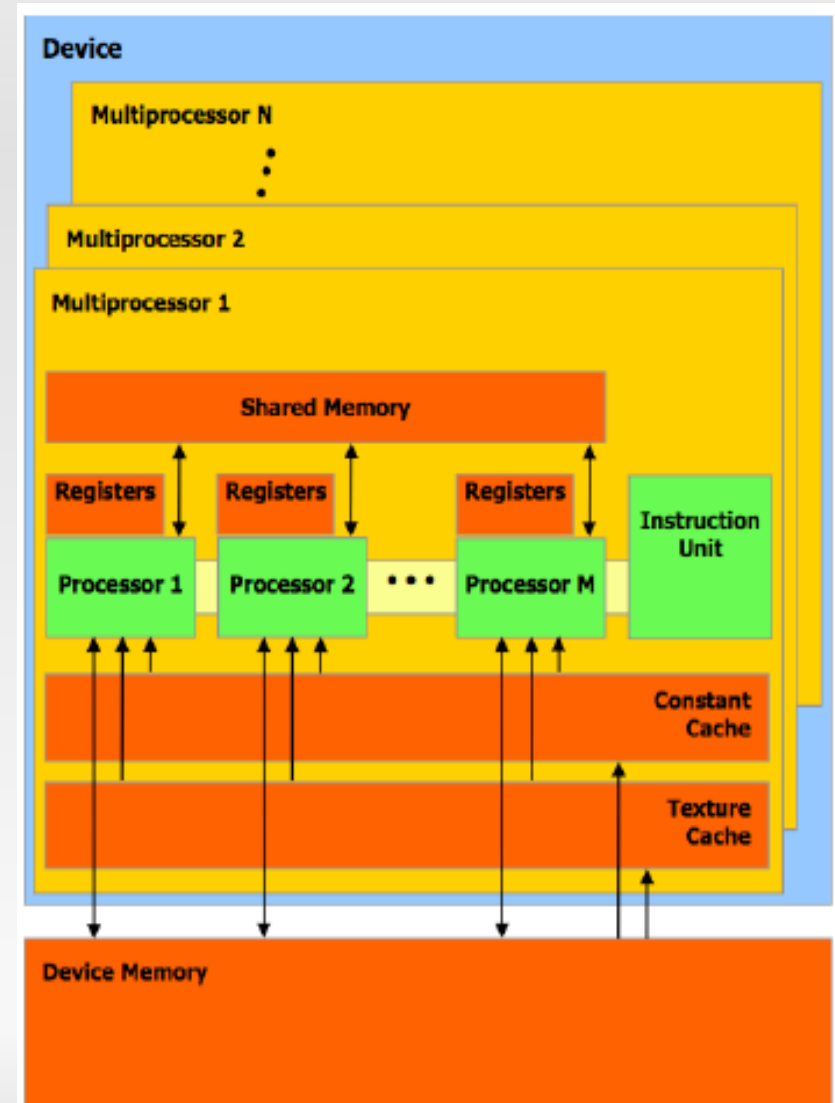 Device
Multiprocessor N
Multiprocessor 2
Multiprocessor 1
Shared Memory
Registers Registers Registers
Instruction
Unit
Processor 1 Processor 2 Processor M
Constant
Cache
Texture
Cache
Device Memory